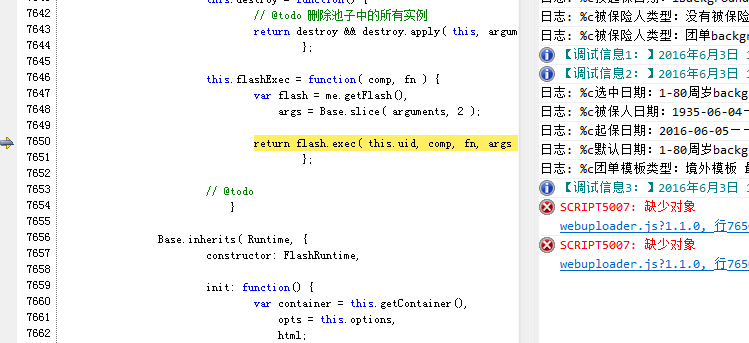 7641 this.destroy = function() {
7642 // @todo 删除池子中的所有实例
7643 return destroy && destroy.apply( this, argum
7644 };
7645
7646 this.flashExec = function( comp, fn ) {
7647 var flash = me.getFlash(),
7648 args = Base.slice( arguments, 2 );
7649
7650 return flash.exec( this.uid, comp, fn, args
7651 };
7652
7653 // @todo
7654 }
7655
7656 Base.inherits( Runtime, {
7657 constructor: FlashRuntime,
7658
7659 init: function() {
7660 var container = this.getContainer(),
7661 opts = this.options,
7662 html;
日志: %c被保险人类型: 没有被保险
日志: %c被保险人类型: 团单backgr
【调试信息1:】2016年6月3日 1
【调试信息2:】2016年6月3日 1
日志: %c选中日期: 1-80周岁backg
日志: %c被保人日期: 1935-06-04-
日志: %c起保日期: 2016-06-05--
日志: %c默认日期: 1-80周岁backg
日志: %c团单模板类型: 境外模板
【调试信息3:】2016年6月3日 1
SCRIPT5007: 缺少对象
webuploader.js?1.1.0, 行765
SCRIPT5007: 缺少对象
webuploader.js?1.1.0, 行765